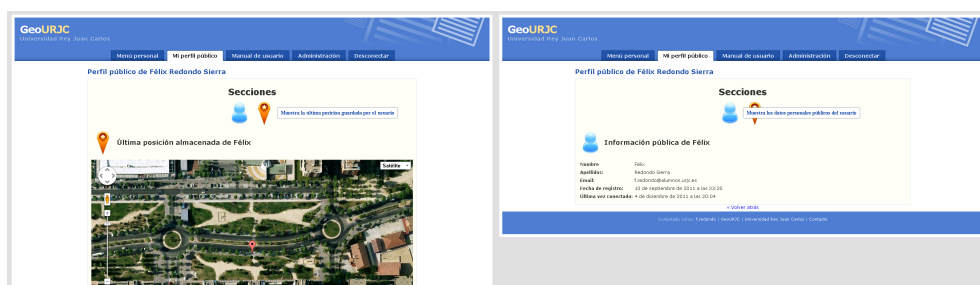 GeoURJC
Universidad Rey Juan Carlos
Menú personal Mi perfil público Manual de usuario Administración Desconectar
Perfil público de Félix Redondo Sierra
Secciones
Muestra la última posición guardada por el usuario
Última posición almacenada de Félix
Satélite
GeoURJC
Universidad Rey Juan Carlos
Menú personal Mi perfil público Manual de usuario Administración Desconectar
Perfil público de Félix Redondo Sierra
Secciones
Muestra los datos personales públicos del usuario
Información pública de Félix
Nombre Félix
Apellidos: Redondo Sierra
Email: f.redondo@alumnos.urjc.es
Fecha de registro: 10 de septiembre de 2011 a las 23:20
Última vez conectado: 4 de diciembre de 2011 a las 20:04
« Volver atrás
Conectado como: f.redondo | GeoURJC | Universidad Rey Juan Carlos | Contacto